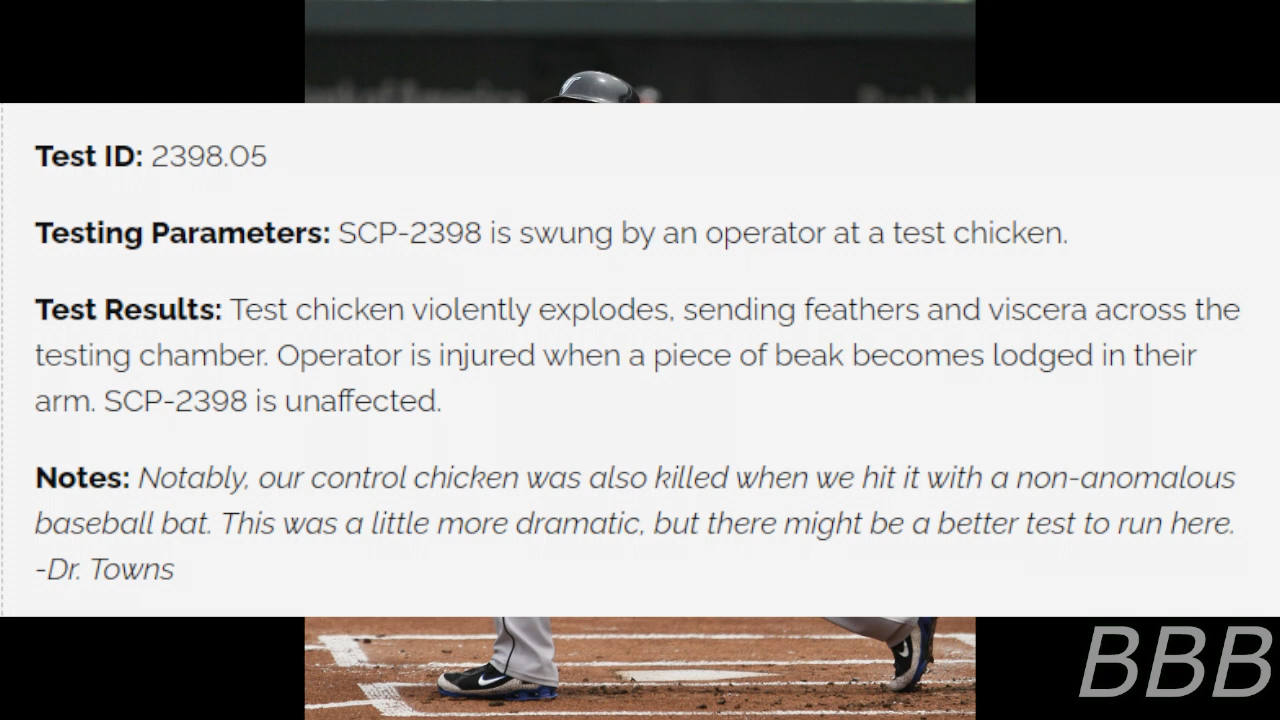 Test ID: 2398.05
Testing Parameters: SCP-2398 is swung by an operator at a test chicken.
Test Results: Test chicken violently explodes, sending feathers and viscera across the
testing chamber. Operator is injured when a piece of beak becomes lodged in their
arm. SCP-2398 is unaffected.
Notes: Notably, our control chicken was also killed when we hit it with a non-anomalous
baseball bat. This was a little more dramatic, but there might be a better test to run here.
-Dr. Towns
BBB